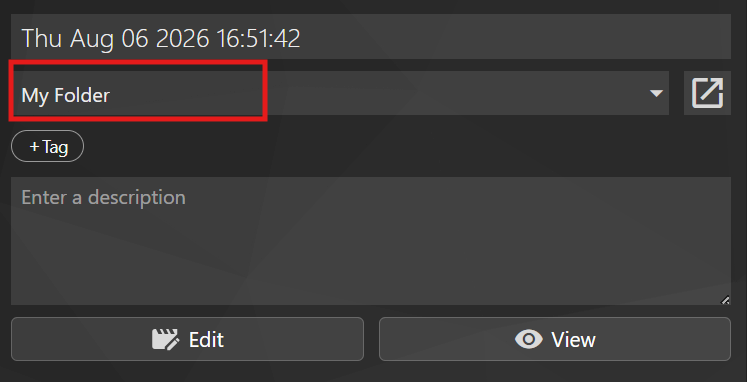 Thu Aug 06 2026 16:51:42
My Folder
+Tag
Enter a description
Edit
View